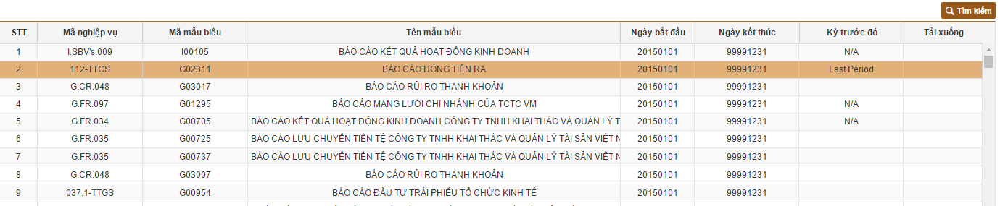 Tìm kiếm
STT Mã nghiệp vụ Mã mẫu biểu Tên mẫu biểu Ngày bắt đầu Ngày kết thúc Kỳ trước đó Tải xuống
1 I.SBV's.009 I00105 BÁO CÁO KẾT QUẢ HOẠT ĐỘNG KINH DOANH 20150101 99991231 N/A
2 112-TTGS G02311 BÁO CÁO DÒNG TIỀN RA 20150101 99991231 Last Period
3 G.CR.048 G03017 BÁO CÁO RỦI RO THANH KHOẢN 20150101 99991231
4 G.FR.097 G01295 BÁO CÁO MẠNG LƯỚI CHI NHÁNH CỦA TCTC VM 20150101 99991231 N/A
5 G.FR.034 G00705 BÁO CÁO KẾT QUẢ HOẠT ĐỘNG KINH DOANH CÔNG TY TNHH KHAI THÁC VÀ QUẢN LÝ T 20150101 99991231 N/A
6 G.FR.035 G00725 BÁO CÁO LƯU CHUYỂN TIỀN TỆ CÔNG TY TNHH KHAI THÁC VÀ QUẢN LÝ TÀI SẢN VIỆT N 20150101 99991231
7 G.FR.035 G00737 BÁO CÁO LƯU CHUYỂN TIỀN TỆ CÔNG TY TNHH KHAI THÁC VÀ QUẢN LÝ TÀI SẢN VIỆT N 20150101 99991231
8 G.CR.048 G03007 BÁO CÁO RỦI RO THANH KHOẢN 20150101 99991231
9 037.1-TTGS G00954 BÁO CÁO ĐẦU TƯ TRÁI PHIẾU TỔ CHỨC KINH TẾ 20150101 99991231